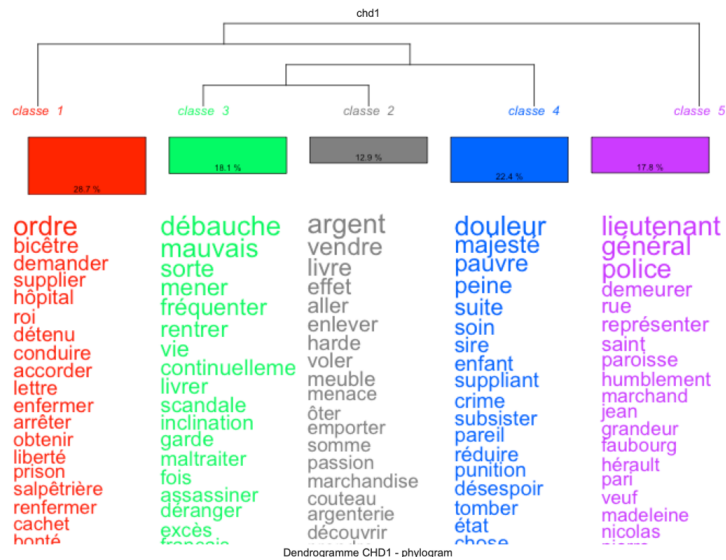 chd1
classe 1
classe 3
classe 2
classe 4
classe 5
28.7 %
18.1 %
12.9 %
22.4 %
17.8 %
ordre
bicêtre
demander
supplier
hôpital
roi
détenu
conduire
accorder
lettre
enfermer
arrêter
obtenir
liberté
prison
salpêtrière
renfermer
cachet
bonté
débauche
mauvais
sorte
mener
fréquenter
rentrer
vie
continuelleme
livrer
scandale
inclination
garde
maltraiter
fois
assassiner
déranger
excès
français
argent
vendre
livre
effet
aller
enlever
harde
voler
meuble
menace
ôter
emporter
somme
passion
marchandise
couteau
argenterie
découvrir
douleur
majesté
pauvre
peine
suite
soin
sire
enfant
suppliant
crime
subsister
pareil
réduire
punition
désespoir
tomber
état
chose
lieutenant
général
police
demeurer
rue
représenter
saint
paroisse
humblement
marchand
jean
grandeur
faubourg
hérault
pari
veuf
madeleine
nicolas
Dendrogramme CHD1 - phylogram